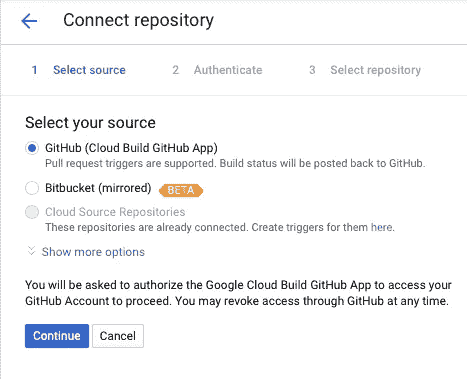 Connect repository
1 Select source 2 Authenticate 3 Select repository
Select your source
GitHub (Cloud Build GitHub App)
Pull request triggers are supported. Build status will be posted back to GitHub.
Bitbucket (mirrored) BETA
Cloud Source Repositories
These repositories are already connected. Create triggers for them here.
Show more options
You will be asked to authorize the Google Cloud Build GitHub App to access your
GitHub Account to proceed. You may revoke access through GitHub at any time.
Continue Cancel